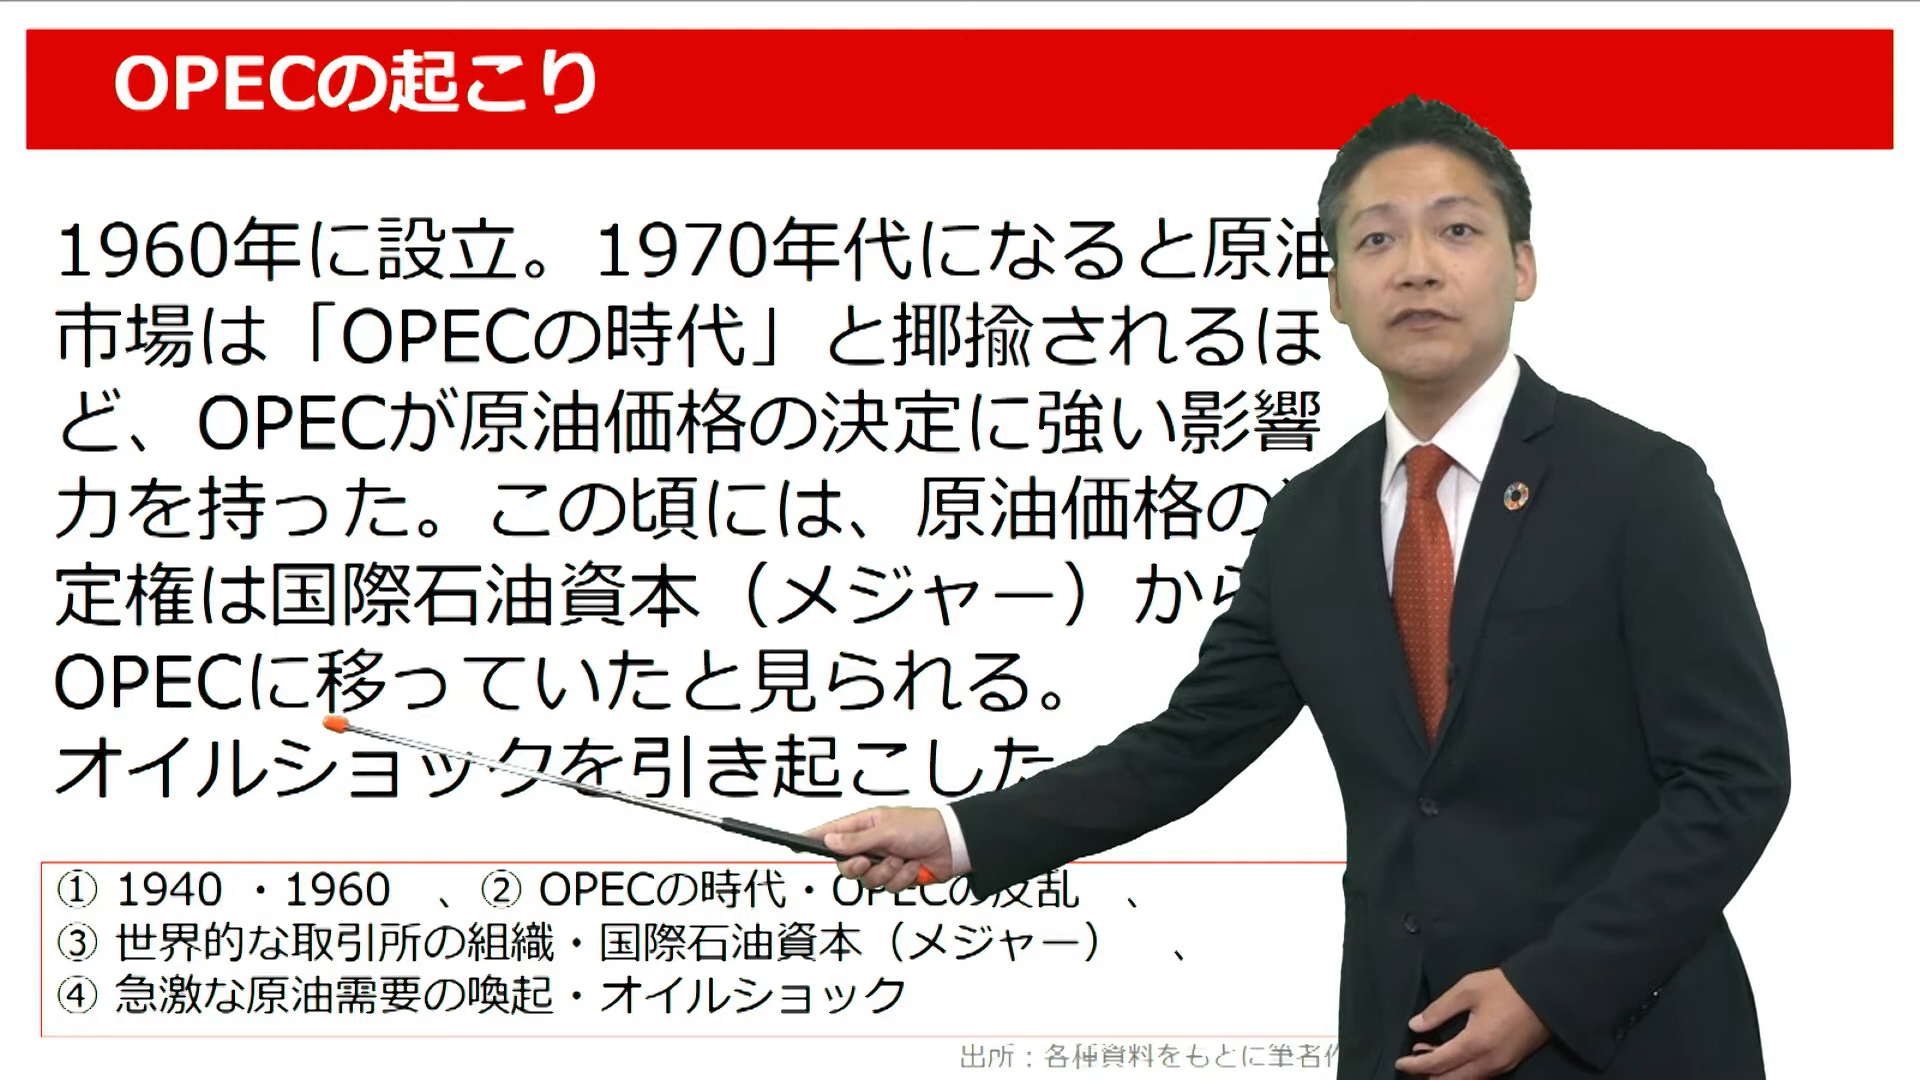 OPECの起こり
1960年に設立。1970年代になると原油
市場は「OPECの時代」と揶揄されるほ
ど、OPECが原油価格の決定に強い影響
力を持った。この頃には、原油価格の
定権は国際石油資本（メジャー）から
OPECに移っていたと見られる。
オイルショックを引き起こした
① 1940 ・1960 、② OPECの時代・OPECの反乱 、
③ 世界的な取引所の組織・国際石油資本（メジャー） 、
④ 急激な原油需要の喚起・オイルショック
出所：各種資料をもとに筆者作